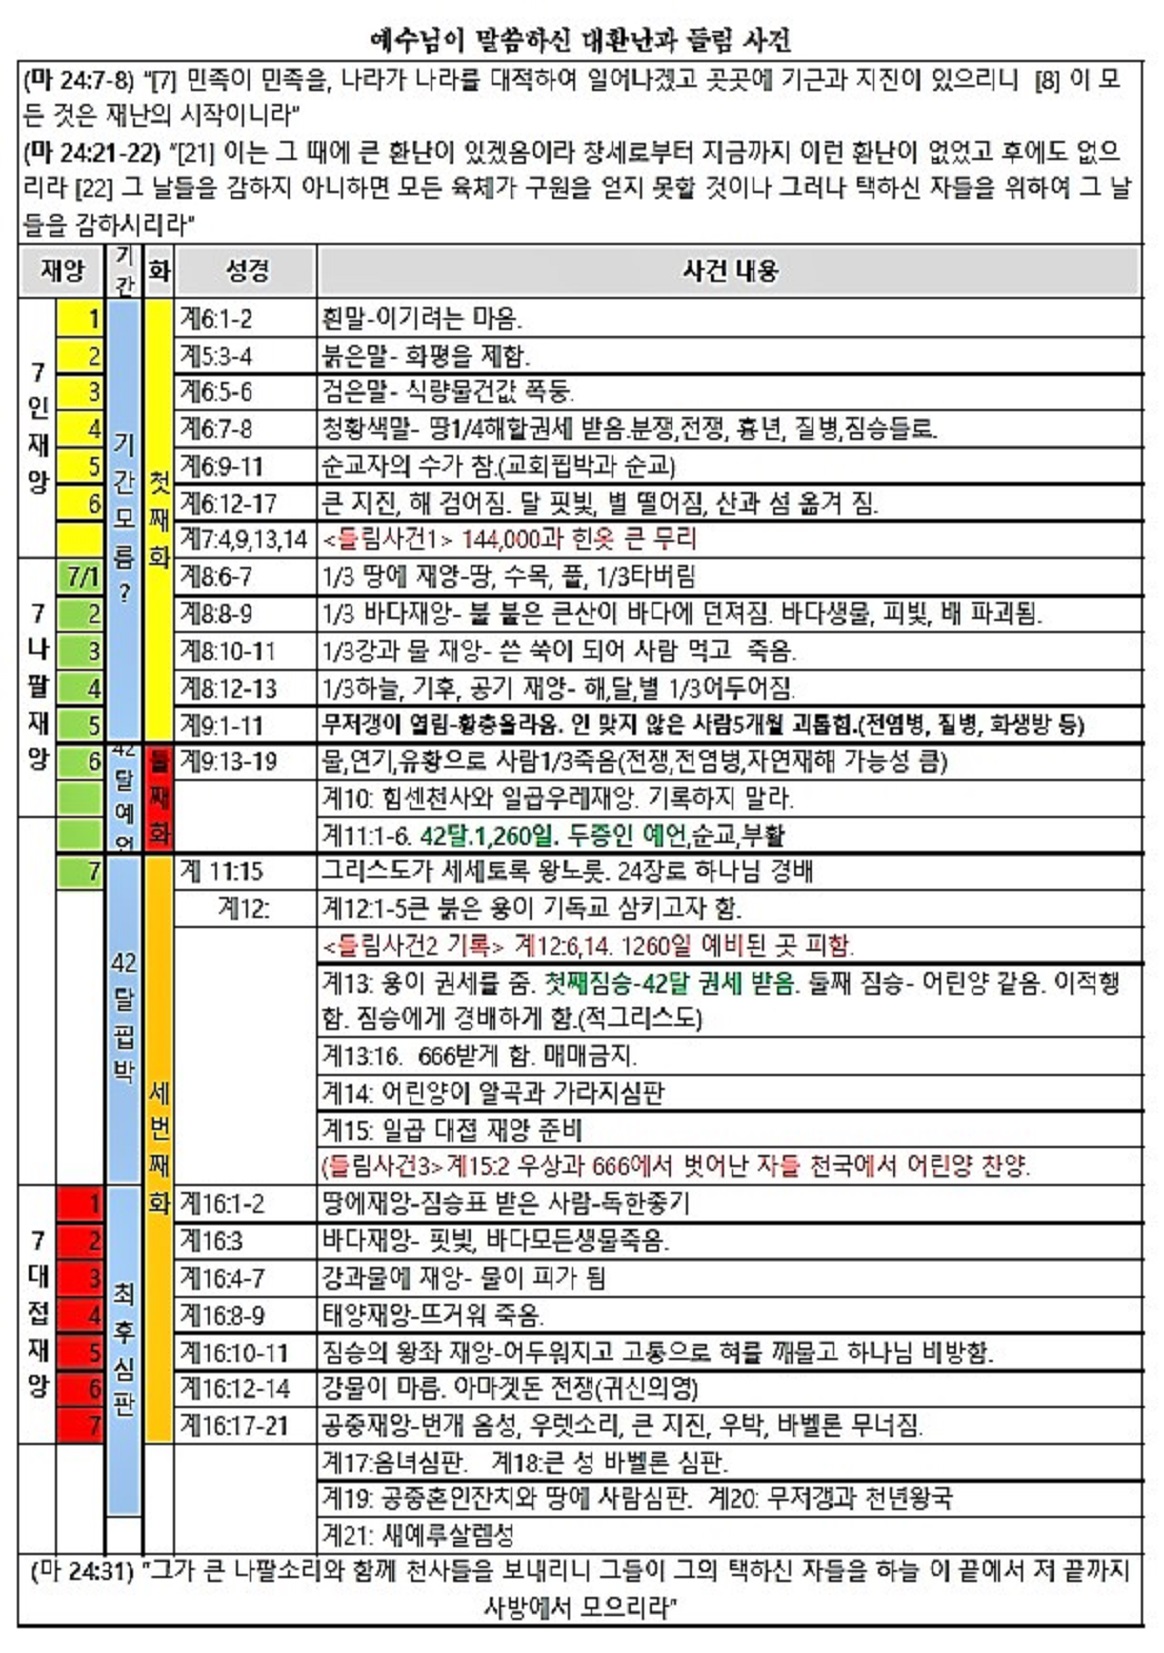 예수님이 말씀하신 대환난과 들림 사건
(마 24:7-8) "[7] 민족이 민족을, 나라가 나라를 대적하여 일어나겠고 곳곳에 기근과 지진이 있으리니 [8] 이 모
든 것은 재난의 시작이니라"
(마 24:21-22) "[21] 이는 그 때에 큰 환난이 있겠음이라 창세로부터 지금까지 이런 환난이 없었고 후에도 없으
리라 [22] 그 날들을 감하지 아니하면 모든 육체가 구원을 얻지 못할 것이나 그러나 택하신 자들을 위하여 그 날
들을 감하시리라"
재앙 기간 화 성경 사건 내용
7인재앙 기간모름? 첫째화
1 계6:1-2 흰말-이기려는 마음.
2 계5:3-4 붉은말- 화평을 제함.
3 계6:5-6 검은말- 식량물건값 폭등.
4 계6:7-8 청황색말- 땅1/4해할권세 받음.분쟁,전쟁, 흉년, 질병,짐승들로.
5 계6:9-11 순교자의 수가 참.(교회핍박과 순교)
6 계6:12-17 큰 지진, 해 검어짐. 달 핏빛, 별 떨어짐, 산과 섬 옮겨 짐.
계7:4,9,13,14 <들림사건1> 144,000과 흰옷 큰 무리
7나팔재앙
7/1 계8:6-7 1/3 땅에 재앙-땅, 수목, 풀, 1/3타버림
2 계8:8-9 1/3 바다재앙- 불 붙은 큰산이 바다에 던져짐. 바다생물, 피빛, 배 파괴됨.
3 계8:10-11 1/3강과 물 재앙- 쓴 쑥이 되어 사람 먹고 죽음.
4 계8:12-13 1/3하늘, 기후, 공기 재앙- 해,달,별 1/3어두어짐.
5 계9:1-11 무저갱이 열림-황충올라옴. 인 맞지 않은 사람5개월 괴롭힘.(전염병, 질병, 화생방 등)
42달예언 둘째화
6 계9:13-19 물,연기,유황으로 사람1/3죽음(전쟁,전염병,자연재해 가능성 큼)
계10: 힘센천사와 일곱우레재앙. 기록하지 말라.
계11:1-6. 42달.1,260일. 두증인 예언,순교,부활
42달핍박 세번째화
7 계 11:15 그리스도가 세세토록 왕노릇. 24장로 하나님 경배
계12: 계12:1-5큰 붉은 용이 기독교 삼키고자 함.
<들림사건2 기록> 계12:6,14. 1260일 예비된 곳 피함.
계13: 용이 권세를 줌. 첫째짐승-42달 권세 받음. 둘째 짐승- 어린양 같음. 이적행
함. 짐승에게 경배하게 함.(적그리스도)
계13:16. 666받게 함. 매매금지.
계14: 어린양이 알곡과 가라지심판
계15: 일곱 대접 재앙 준비
(들림사건3>계15:2 우상과 666에서 벗어난 자들 천국에서 어린양 찬양.
7대접재앙 최후심판
1 계16:1-2 땅에재앙-짐승표 받은 사람-독한종기
2 계16:3 바다재앙- 핏빛, 바다모든생물죽음.
3 계16:4-7 강과물에 재앙- 물이 피가 됨
4 계16:8-9 태양재앙-뜨거워 죽음.
5 계16:10-11 짐승의 왕좌 재앙-어두워지고 고통으로 혀를 깨물고 하나님 비방함.
6 계16:12-14 강물이 마름. 아마겟돈 전쟁(귀신의영)
7 계16:17-21 공중재앙-번개 음성, 우렛소리, 큰 지진, 우박, 바벨론 무너짐.
계17:음녀심판. 계18:큰 성 바벨론 심판.
계19: 공중혼인잔치와 땅에 사람심판. 계20: 무저갱과 천년왕국
계21: 새예루살렘성
(마 24:31) "그가 큰 나팔소리와 함께 천사들을 보내리니 그들이 그의 택하신 자들을 하늘 이 끝에서 저 끝까지
사방에서 모으리라"